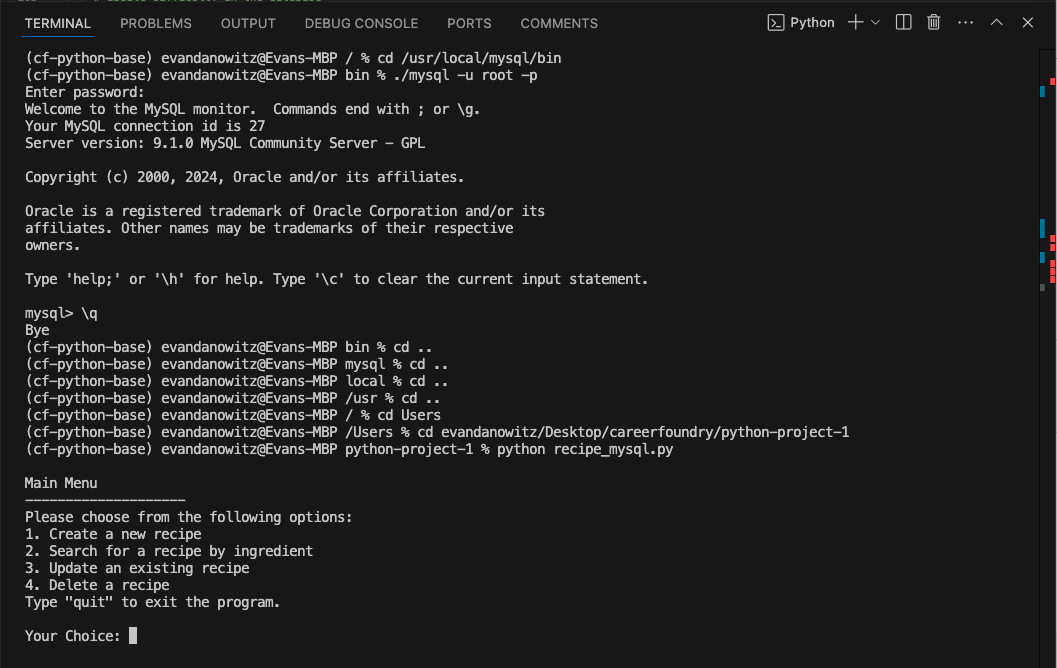 TERMINAL PROBLEMS OUTPUT DEBUG CONSOLE PORTS COMMENTS Python
(cf-python-base) evandanowitz@Evans-MBP / % cd /usr/local/mysql/bin
(cf-python-base) evandanowitz@Evans-MBP bin % ./mysql -u root -p
Enter password:
Welcome to the MySQL monitor.  Commands end with ; or \g.
Your MySQL connection id is 27
Server version: 9.1.0 MySQL Community Server - GPL
Copyright (c) 2000, 2024, Oracle and/or its affiliates.
Oracle is a registered trademark of Oracle Corporation and/or its
affiliates. Other names may be trademarks of their respective
owners.
Type 'help;' or '\h' for help. Type '\c' to clear the current input statement.
mysql> \q
Bye
(cf-python-base) evandanowitz@Evans-MBP bin % cd ..
(cf-python-base) evandanowitz@Evans-MBP mysql % cd ..
(cf-python-base) evandanowitz@Evans-MBP local % cd ..
(cf-python-base) evandanowitz@Evans-MBP /usr % cd ..
(cf-python-base) evandanowitz@Evans-MBP / % cd Users
(cf-python-base) evandanowitz@Evans-MBP /Users % cd evandanowitz/Desktop/careerfoundry/python-project-1
(cf-python-base) evandanowitz@Evans-MBP python-project-1 % python recipe_mysql.py
Main Menu
--------------------
Please choose from the following options:
1. Create a new recipe
2. Search for a recipe by ingredient
3. Update an existing recipe
4. Delete a recipe
Type "quit" to exit the program.
Your Choice: